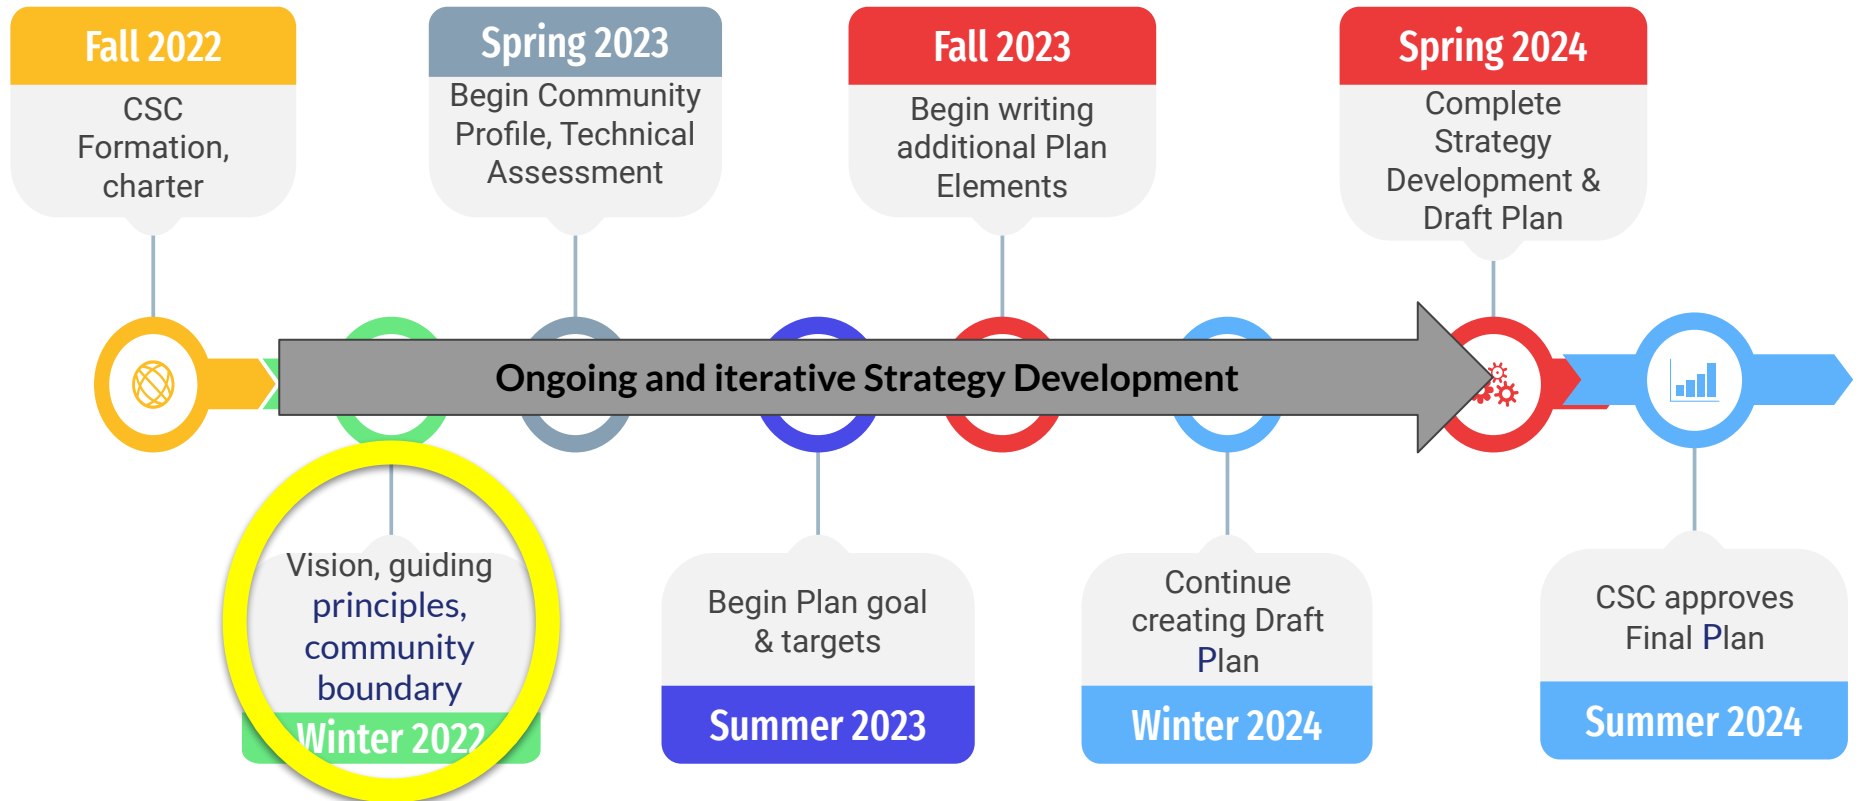 Fall 2022
CSC
Formation,
charter
Spring 2023
Begin Community
Profile, Technical
Assessment
Fall 2023
Begin writing
additional Plan
Elements
Spring 2024
Complete
Strategy
Development &
Draft Plan
Ongoing and iterative Strategy Development
Vision, guiding
principles,
community
boundary
Winter 2022
Begin Plan goal
& targets
Summer 2023
Continue
creating Draft
Plan
Winter 2024
CSC approves
Final Plan
Summer 2024